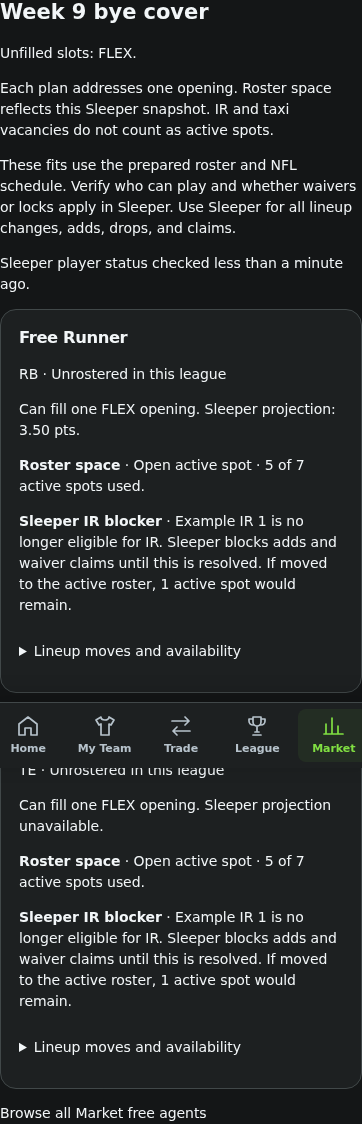 Week 9 bye cover
Unfilled slots: FLEX.
Each plan addresses one opening. Roster space
reflects this Sleeper snapshot. IR and taxi
vacancies do not count as active spots.
These fits use the prepared roster and NFL
schedule. Verify who can play and whether waivers
or locks apply in Sleeper. Use Sleeper for all lineup
changes, adds, drops, and claims.
Sleeper player status checked less than a minute
ago.
Free Runner
RB · Unrostered in this league
Can fill one FLEX opening. Sleeper projection:
3.50 pts.
Roster space · Open active spot · 5 of 7
active spots used.
Sleeper IR blocker · Example IR 1 is no
longer eligible for IR. Sleeper blocks adds and
waiver claims until this is resolved. If moved
to the active roster, 1 active spot would
remain.
Lineup moves and availability
Home My Team Trade League Market
TE · Unrostered in this league
Can fill one FLEX opening. Sleeper projection
unavailable.
Roster space · Open active spot · 5 of 7
active spots used.
Sleeper IR blocker · Example IR 1 is no
longer eligible for IR. Sleeper blocks adds and
waiver claims until this is resolved. If moved
to the active roster, 1 active spot would
remain.
Lineup moves and availability
Browse all Market free agents